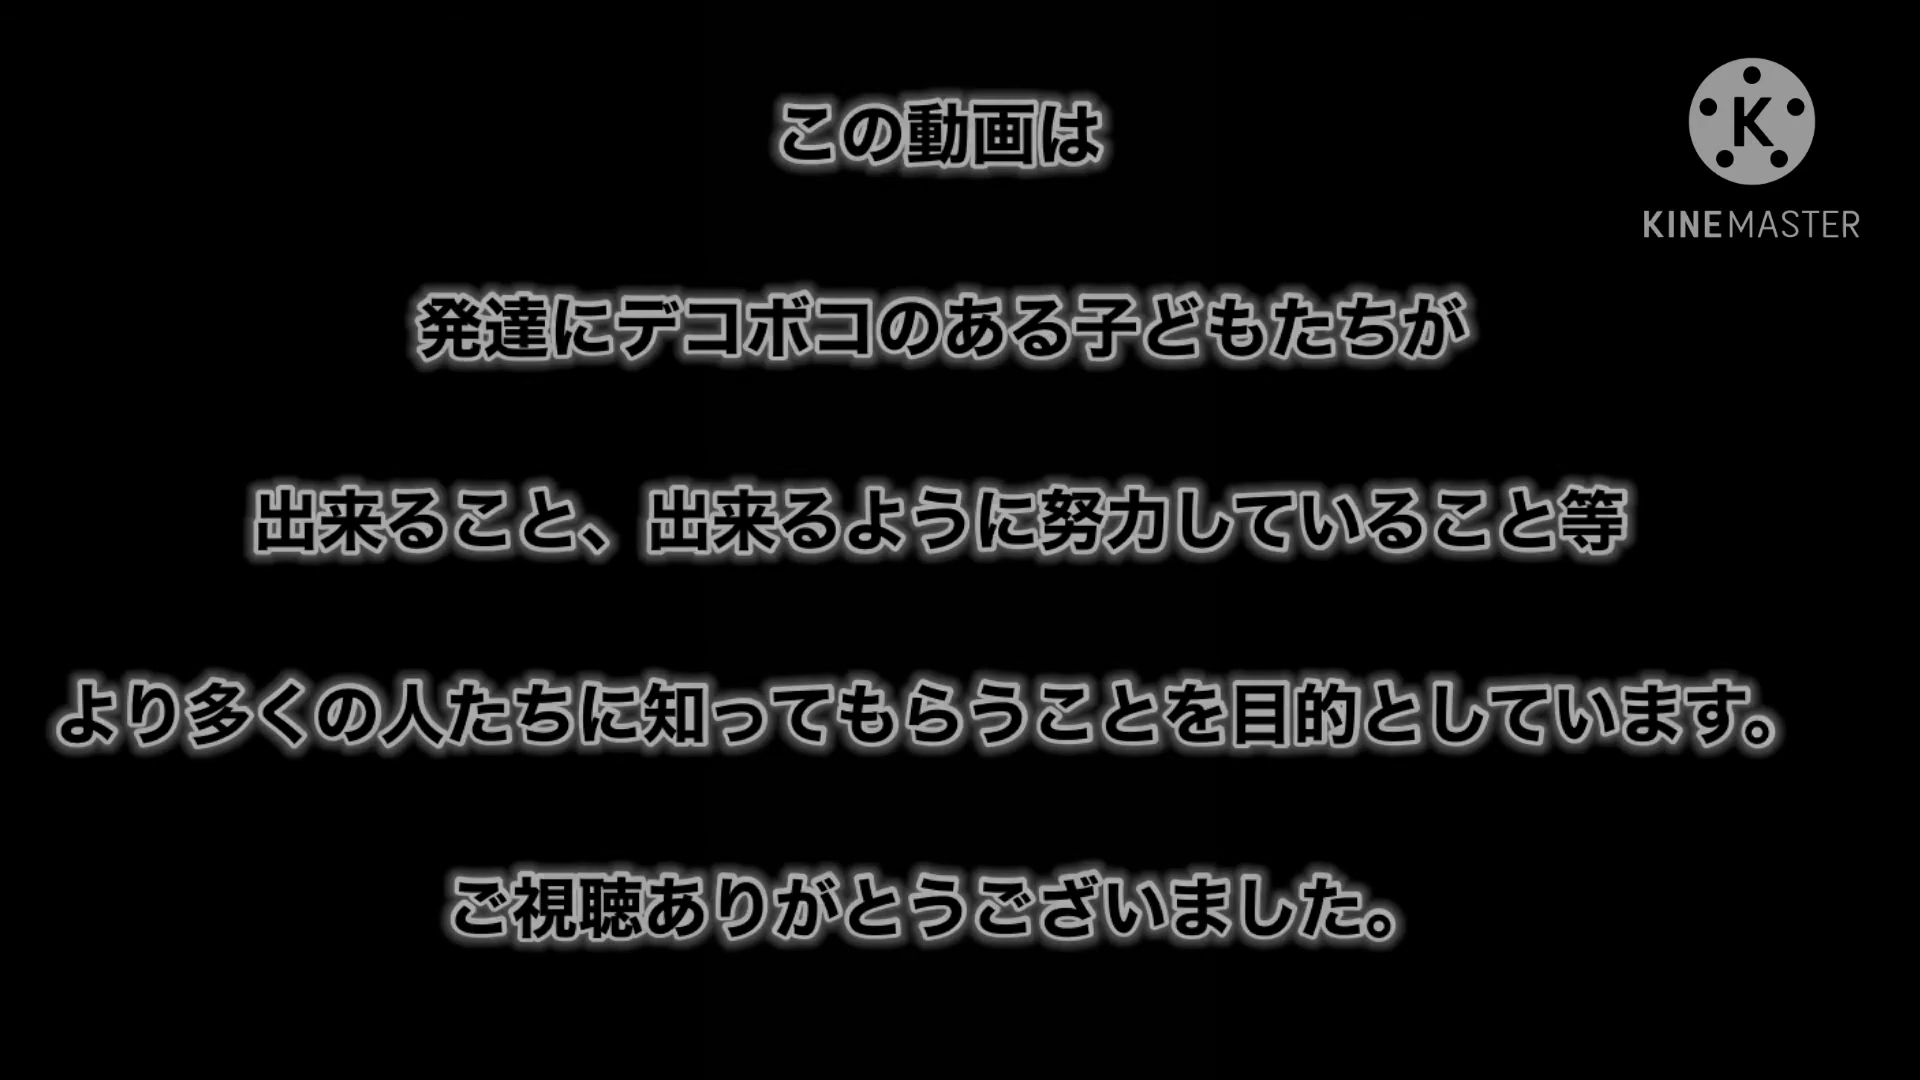 この動画は
K
KINEMASTER
発達にデコボコのある子どもたちが
出来ること、出来るように努力していること等
より多くの人たちに知ってもらうことを目的としています。
ご視聴ありがとうございました。